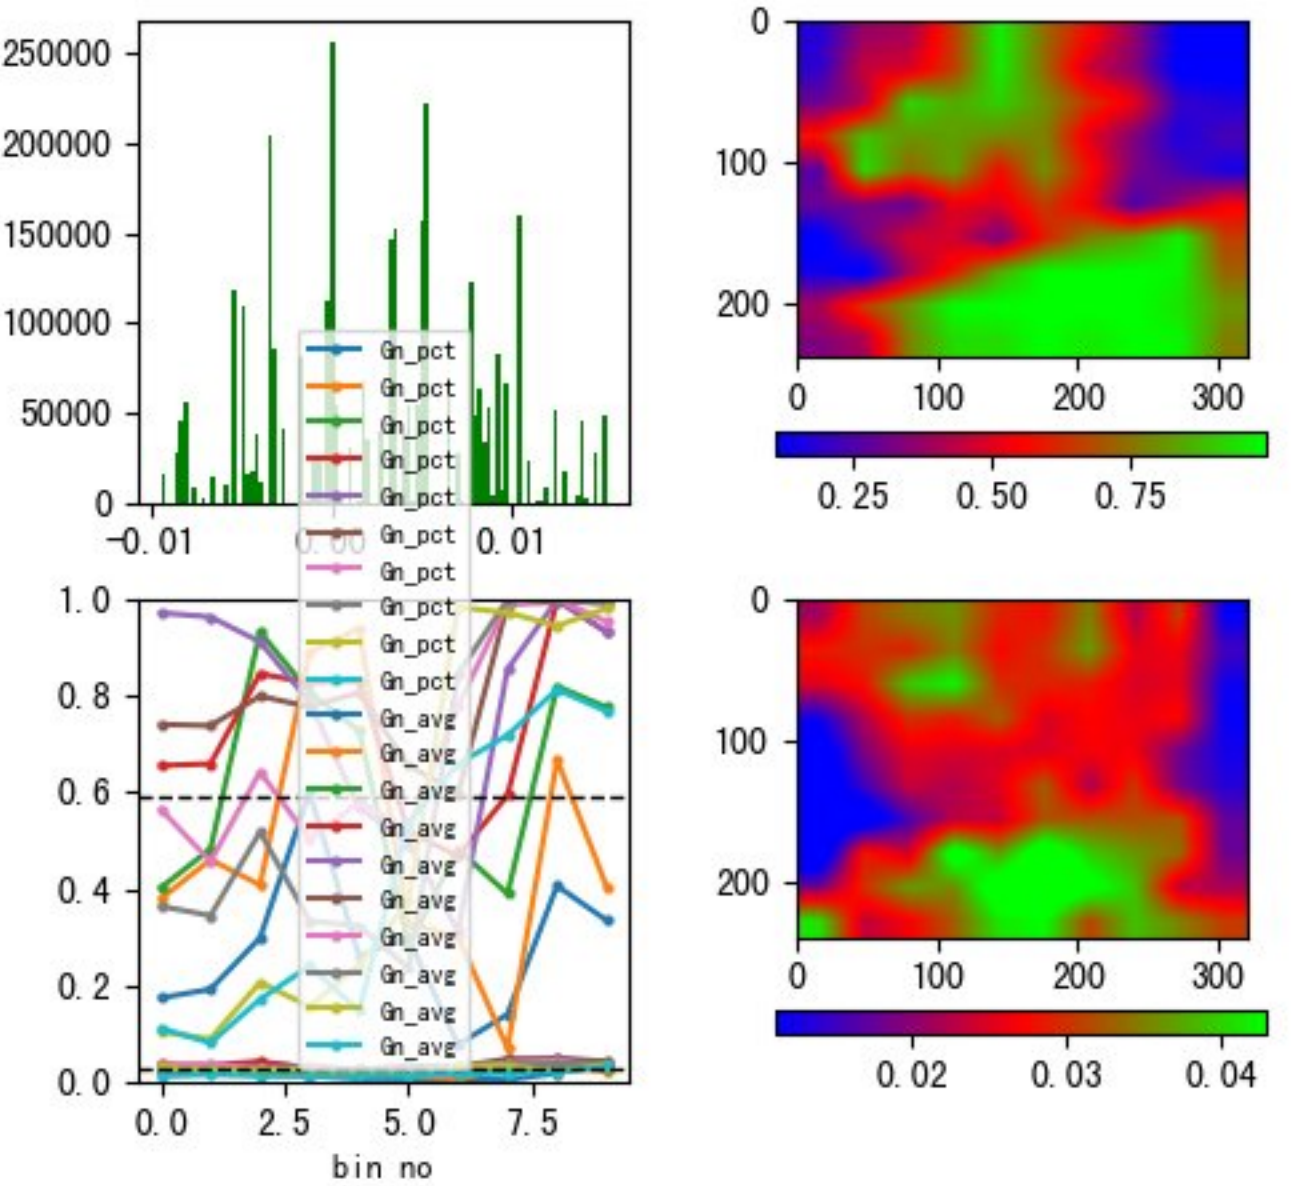 250000
200000
150000
100000
50000
0
-0.01
0.00
0.01
0
100
200
0
100
200
300
0.25
0.50
0.75
Gn_pct
Gn_pct
Gn_pct
Gn_pct
Gn_pct
Gn_pct
Gn_pct
Gn_pct
Gn_pct
Gn_pct
Gn_avg
Gn_avg
Gn_avg
Gn_avg
Gn_avg
Gn_avg
Gn_avg
Gn_avg
Gn_avg
Gn_avg
1.0
0.8
0.6
0.4
0.2
0.0
0.0
2.5
5.0
7.5
bin no
0
100
200
0
100
200
300
0.02
0.03
0.04